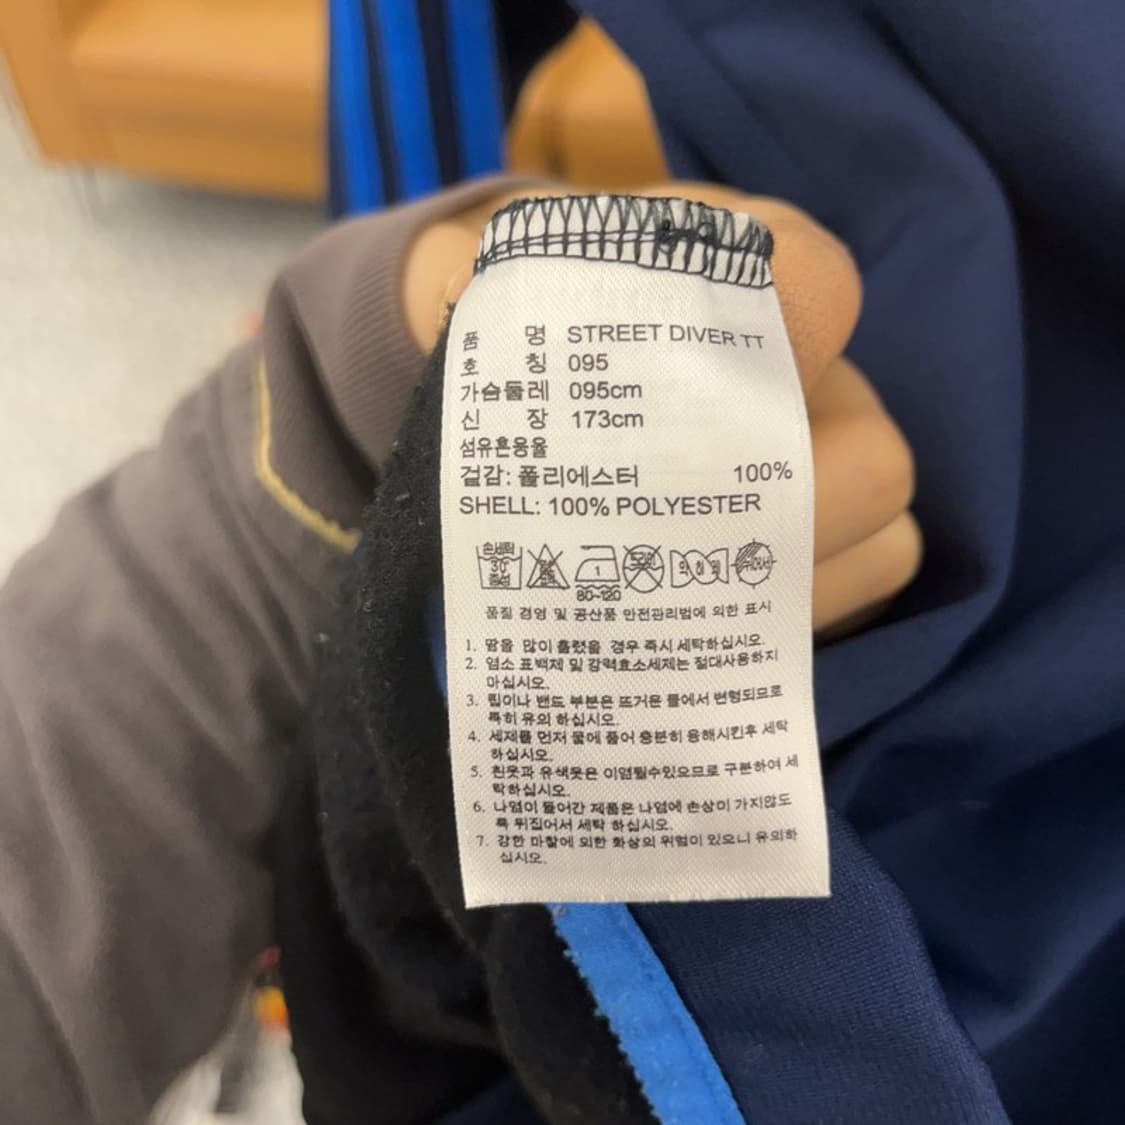 품 명 STREET DIVER TT
호 칭 095
가슴둘레 095cm
신 장 173cm
섬유혼용율
겉감: 폴리에스터 100%
SHELL: 100% POLYESTER
손세탁 30° 중성 1 80~120
품질 경영 및 공산품 안전관리법에 의한 표시
1. 땀을 많이 흘렸을 경우 즉시 세탁하십시오.
2. 염소 표백제 및 강력효소세제는 절대사용하지
마십시오.
3. 립이나 밴드 부분은 뜨거운 물에서 변형되므로
특히 유의 하십시오.
4. 세제를 먼저 물에 풀어 충분히 용해시킨후 세탁
하십시오.
5. 흰옷과 유색옷은 이염될수있으므로 구분하여 세
탁하십시오.
6. 나염이 들어간 제품은 나염에 손상이 가지않도
록 뒤집어서 세탁 하십시오.
7. 강한 마찰에 의한 화상의 위험이 있으니 유의하
십시오.